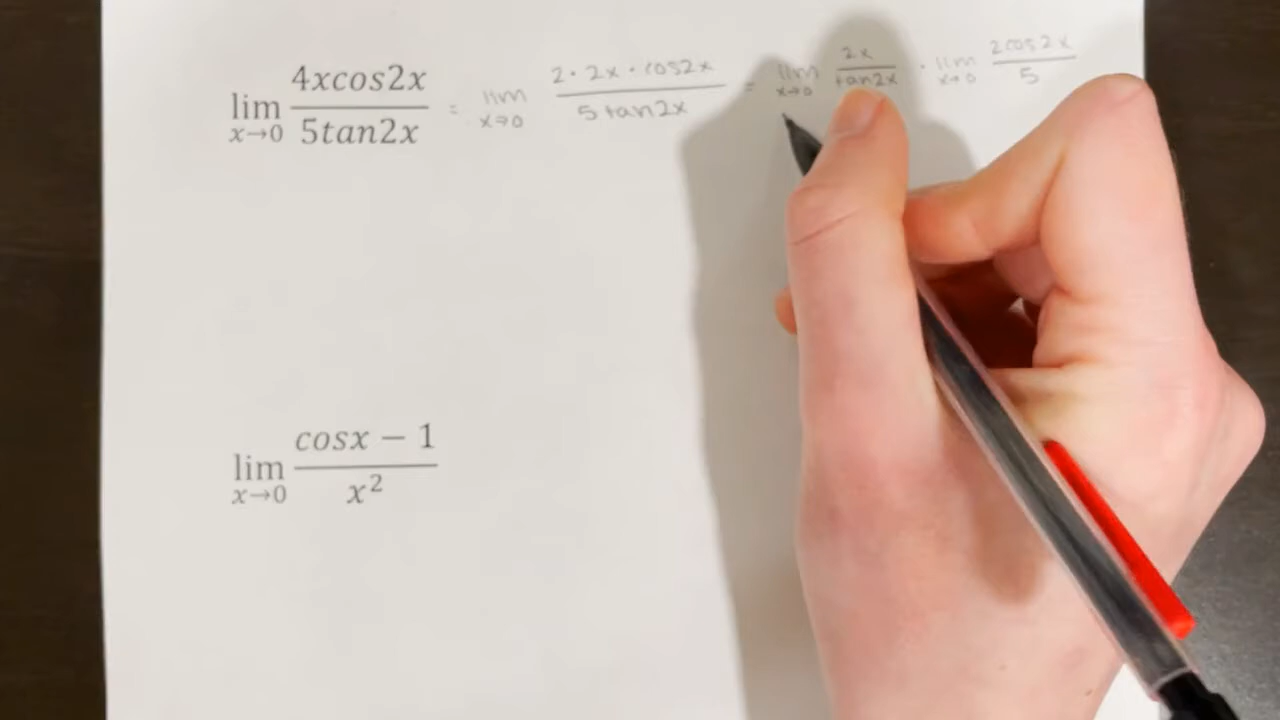 lim x→0 4xcos2x / 5tan2x = lim x→0 2·2x·cos2x / 5tan2x = lim x→0 2x / tan2x · lim x→0 2cos2x / 5
lim x→0 cosx − 1 / x²